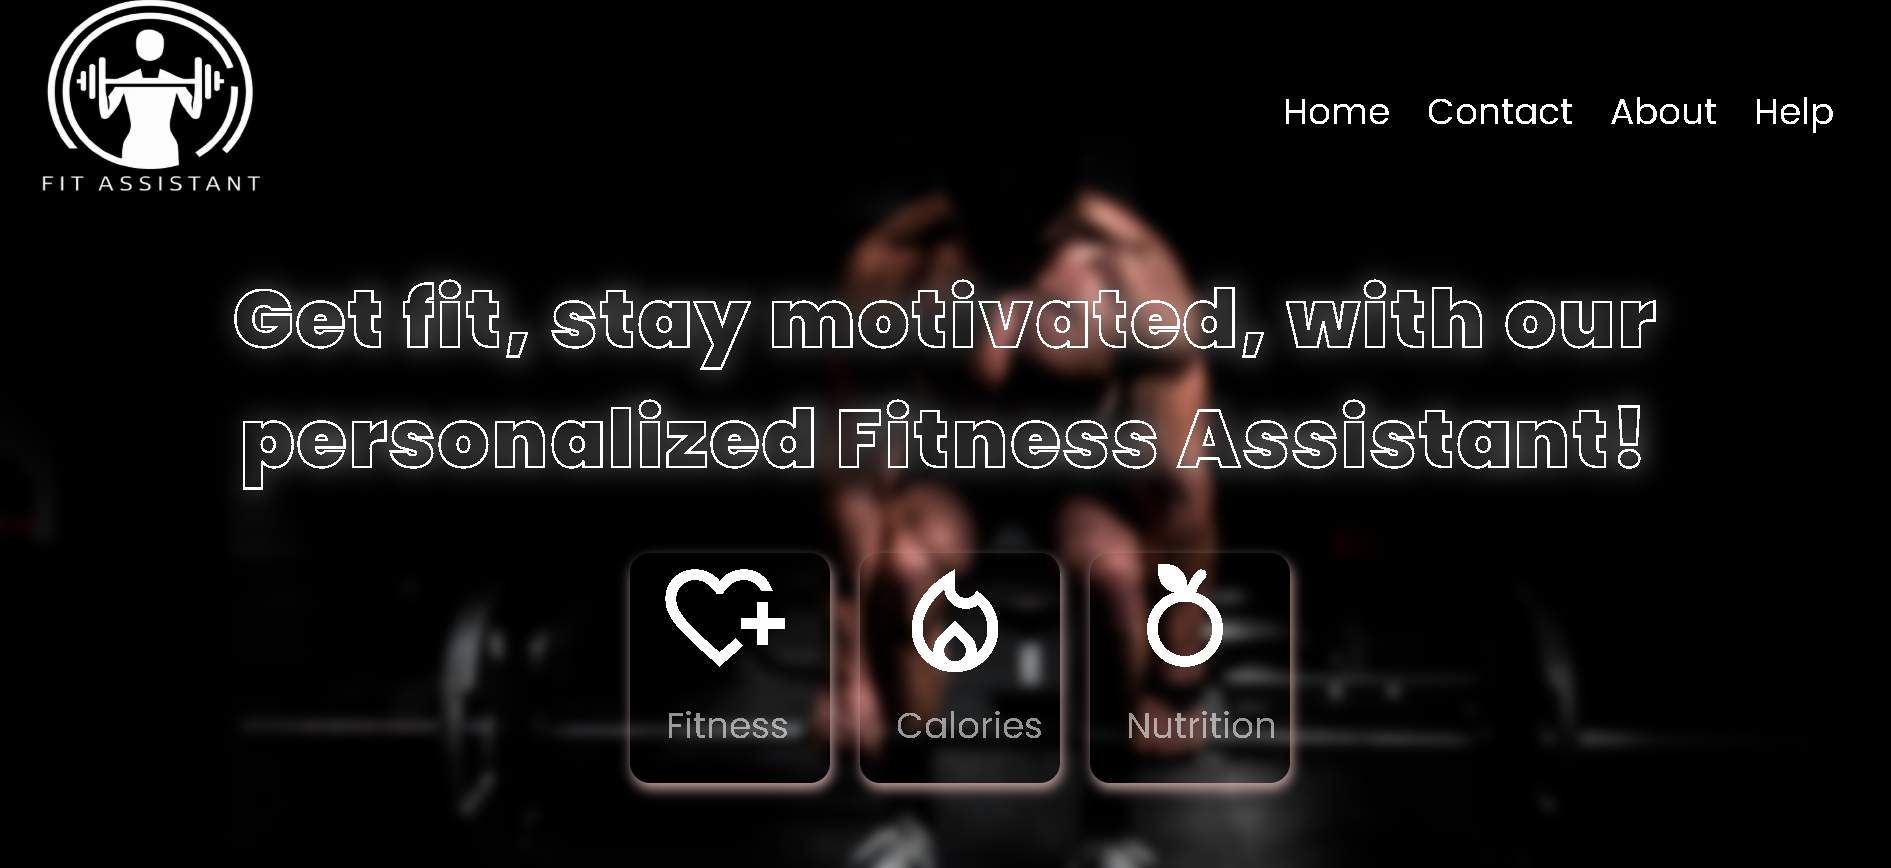 FIT ASSISTANT
Home Contact About Help
Get fit, stay motivated, with our
personalized Fitness Assistant!
Fitness Calories Nutrition